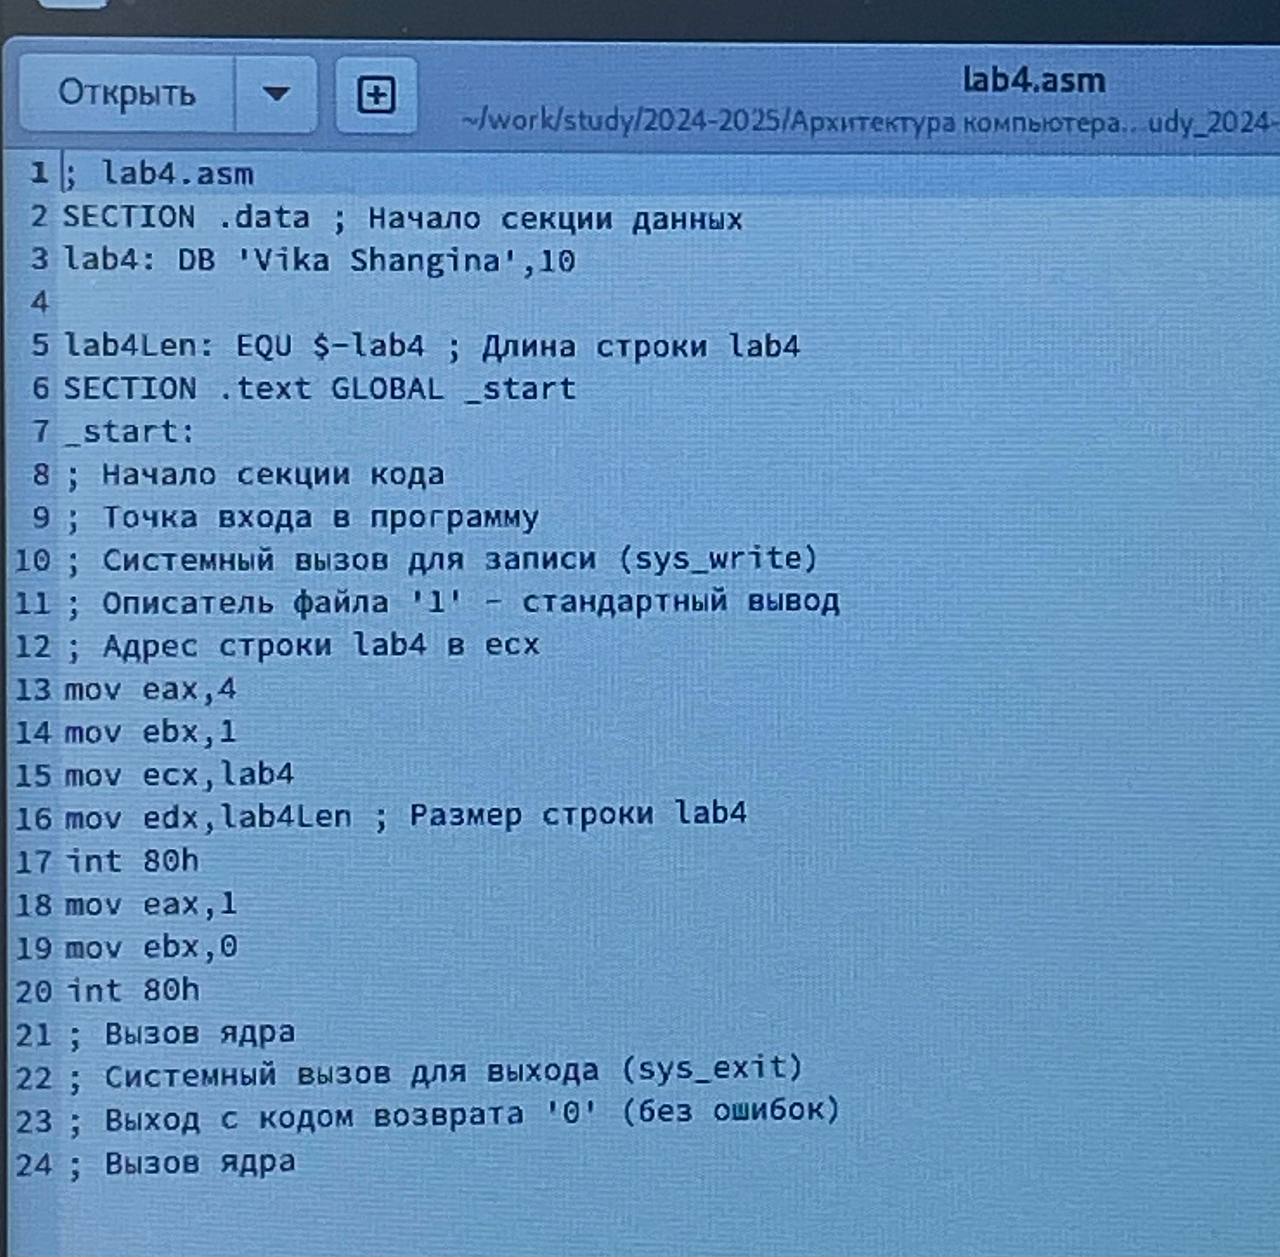 Открыть
lab4.asm
~/work/study/2024-2025/Архитектура компьютера.. udy_2024-
1 ; lab4.asm
2 SECTION .data ; Начало секции данных
3 lab4: DB 'Vika Shangina',10
4
5 lab4Len: EQU $-lab4 ; Длина строки lab4
6 SECTION .text GLOBAL _start
7 _start:
8 ; Начало секции кода
9 ; Точка входа в программу
10 ; Системный вызов для записи (sys_write)
11 ; Описатель файла '1' - стандартный вывод
12 ; Адрес строки lab4 в ecx
13 mov eax,4
14 mov ebx,1
15 mov ecx,lab4
16 mov edx,lab4Len ; Размер строки lab4
17 int 80h
18 mov eax,1
19 mov ebx,0
20 int 80h
21 ; Вызов ядра
22 ; Системный вызов для выхода (sys_exit)
23 ; Выход с кодом возврата '0' (без ошибок)
24 ; Вызов ядра